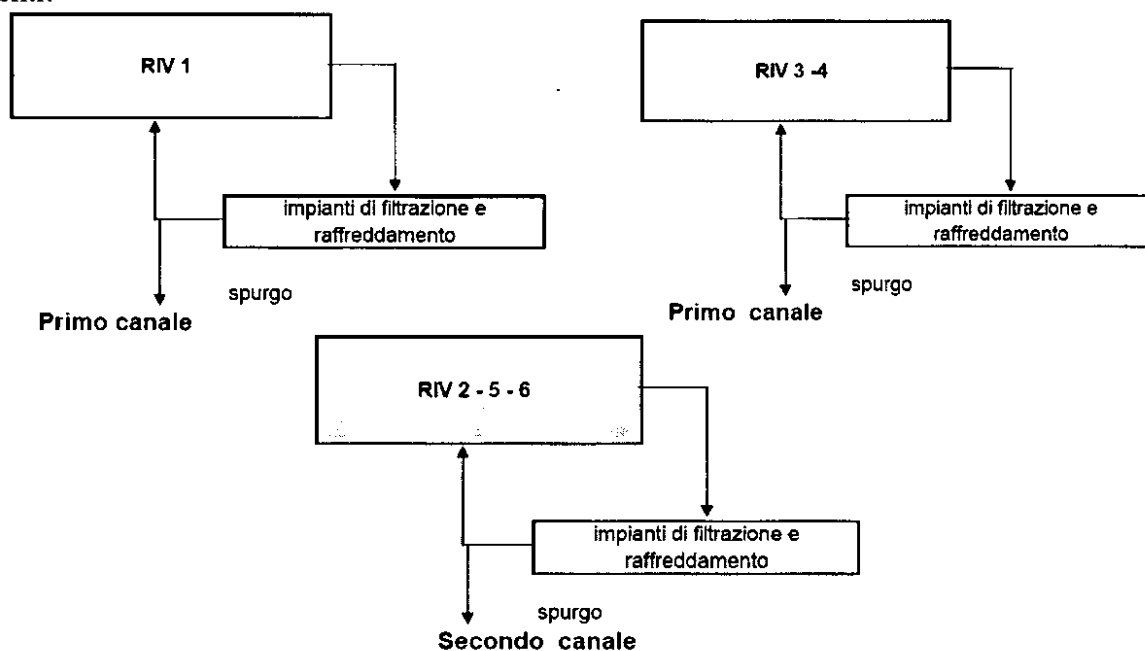 RIV 1
RIV 3 -4
impianti di filtrazione e
raffreddamento
impianti di filtrazione e
raffreddamento
spurgo
spurgo
Primo canale
Primo canale
RIV 2 - 5 - 6
impianti di filtrazione e
raffreddamento
spurgo
Secondo canale